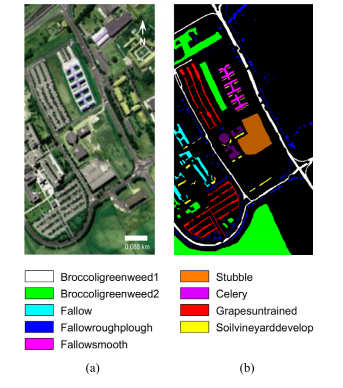 N
0.088 km
Broccoligreenweed1
Stubble
Broccoligreenweed2
Celery
Fallow
Grapesuntrained
Fallowroughplough
Soilvineyarddevelop
Fallowsmooth
(a)
(b)